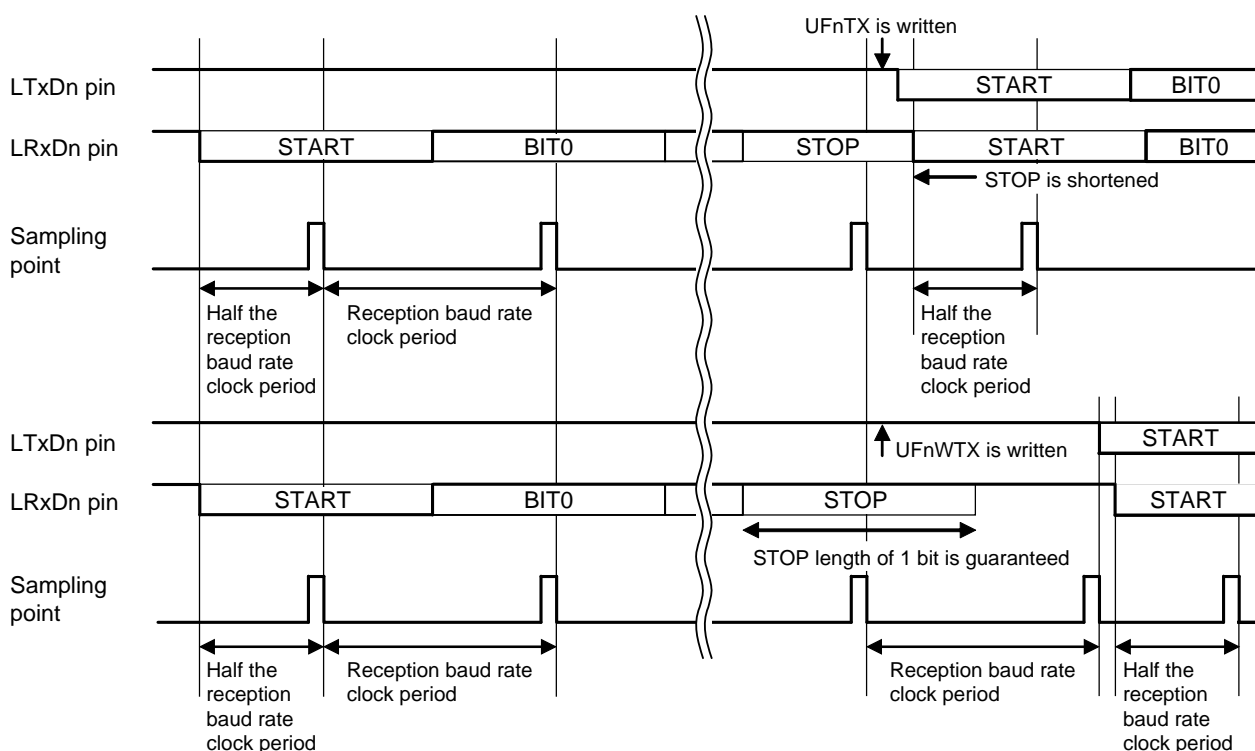 UFnTX is written
LTxDn pin
START
BIT0
LRxDn pin
START
BIT0
STOP
START
BIT0
STOP is shortened
Sampling
point
Half the
reception
baud rate
clock period
Reception baud rate
clock period
Half the
reception
baud rate
clock period
LTxDn pin
START
UFnWTX is written
LRxDn pin
START
BIT0
STOP
START
STOP length of 1 bit is guaranteed
Sampling
point
Half the
reception
baud rate
clock period
Reception baud rate
clock period
Reception baud rate
clock period
Half the
reception
baud rate
clock period